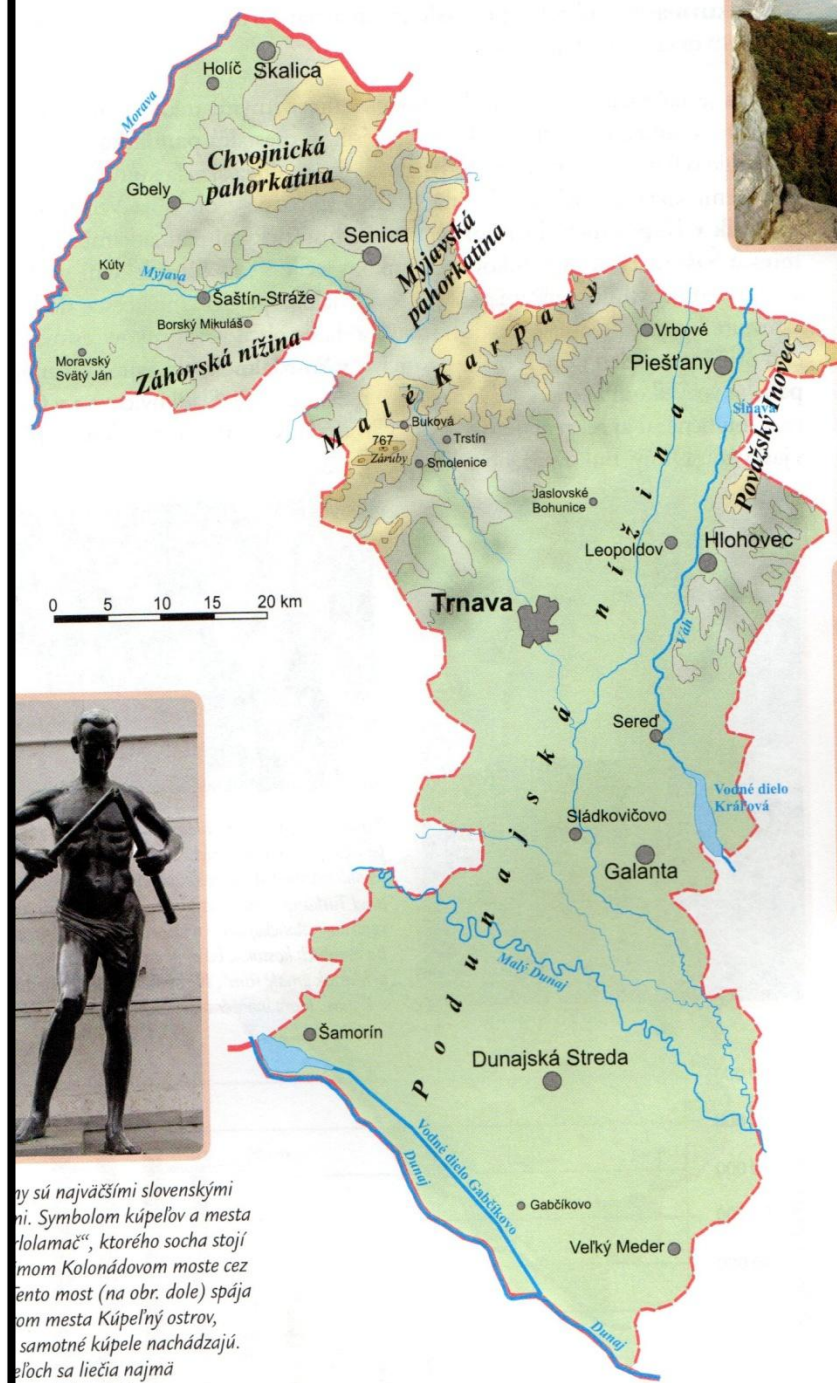 Skalica
Holíč
Morava
Chvojnická
pahorkatina
Gbely
Senica
Myjavská
pahorkatina
Kúty
Myjava
Šaštín-Stráže
Borský Mikuláš
Moravský
Svätý Ján
Záhorská nížina
Malé Karpaty
Vrbové
Piešťany
Sĺňava
Považský Inovec
Buková
767
Trstín
Záruby
Smolenice
Jaslovské
Bohunice
Leopoldov
Hlohovec
0 5 10 15 20 km
Trnava
Váh
Podunajská nížina
Sereď
Vodné dielo
Kráľová
Sládkovičovo
Galanta
Malý Dunaj
Šamorín
Dunajská Streda
Vodné dielo Gabčíkovo
Dunaj
Gabčíkovo
Veľký Meder
Dunaj
ny sú najväčšími slovenskými
mi. Symbolom kúpeľov a mesta
rlolamač“, ktorého socha stojí
mom Kolonádovom moste cez
Tento most (na obr. dole) spája
om mesta Kúpeľný ostrov,
samotné kúpele nachádzajú.
eľoch sa liečia najmä